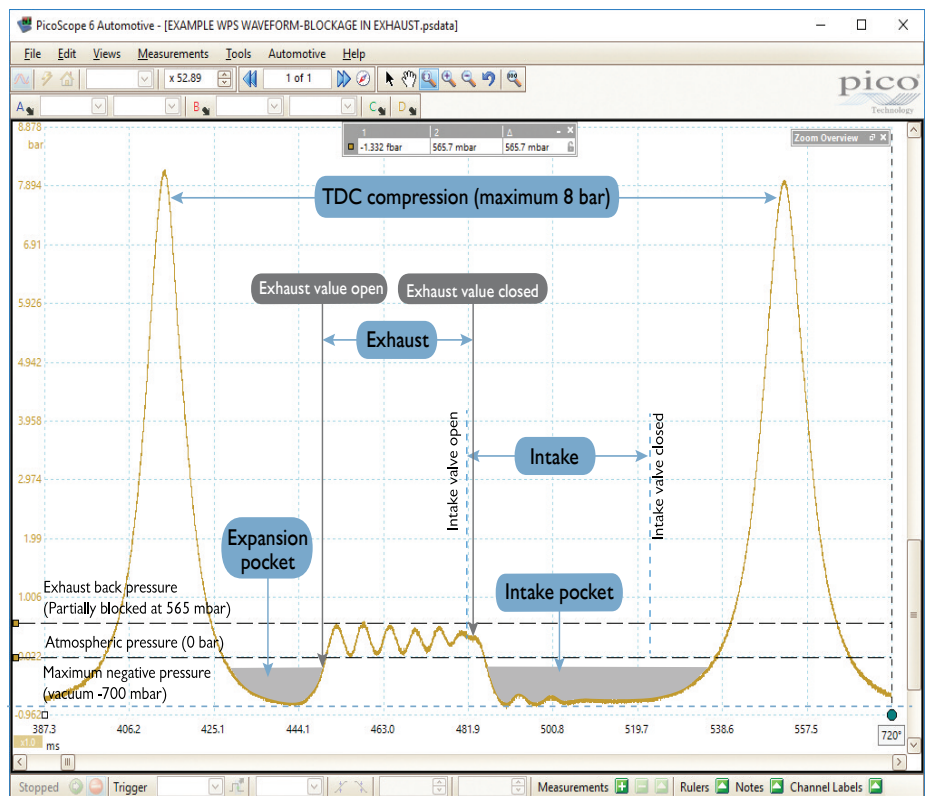 PicoScope 6 Automotive - [EXAMPLE WPS WAVEFORM-BLOCKAGE IN EXHAUST.psdata]
File Edit Views Measurements Tools Automotive Help
x 52.89 1 of 1
pico
Technology
A B C D
8.878
bar
1 2 Δ
-1.332 fbar 565.7 mbar 565.7 mbar
Zoom Overview
7.894
TDC compression (maximum 8 bar)
6.91
Exhaust value open
Exhaust value closed
5.926
Exhaust
4.942
3.958
Intake valve open
Intake
Intake valve closed
2.974
1.99
Expansion
pocket
Exhaust back pressure
(Partially blocked at 565 mbar)
1.006
Intake pocket
Atmospheric pressure (0 bar)
0.022
Maximum negative pressure
(vacuum -700 mbar)
-0.962
387.3 406.2 425.1 444.1 463.0 481.9 500.8 519.7 538.6 557.5 720°
x1.0 ms
Stopped Trigger Measurements Rulers Notes Channel Labels